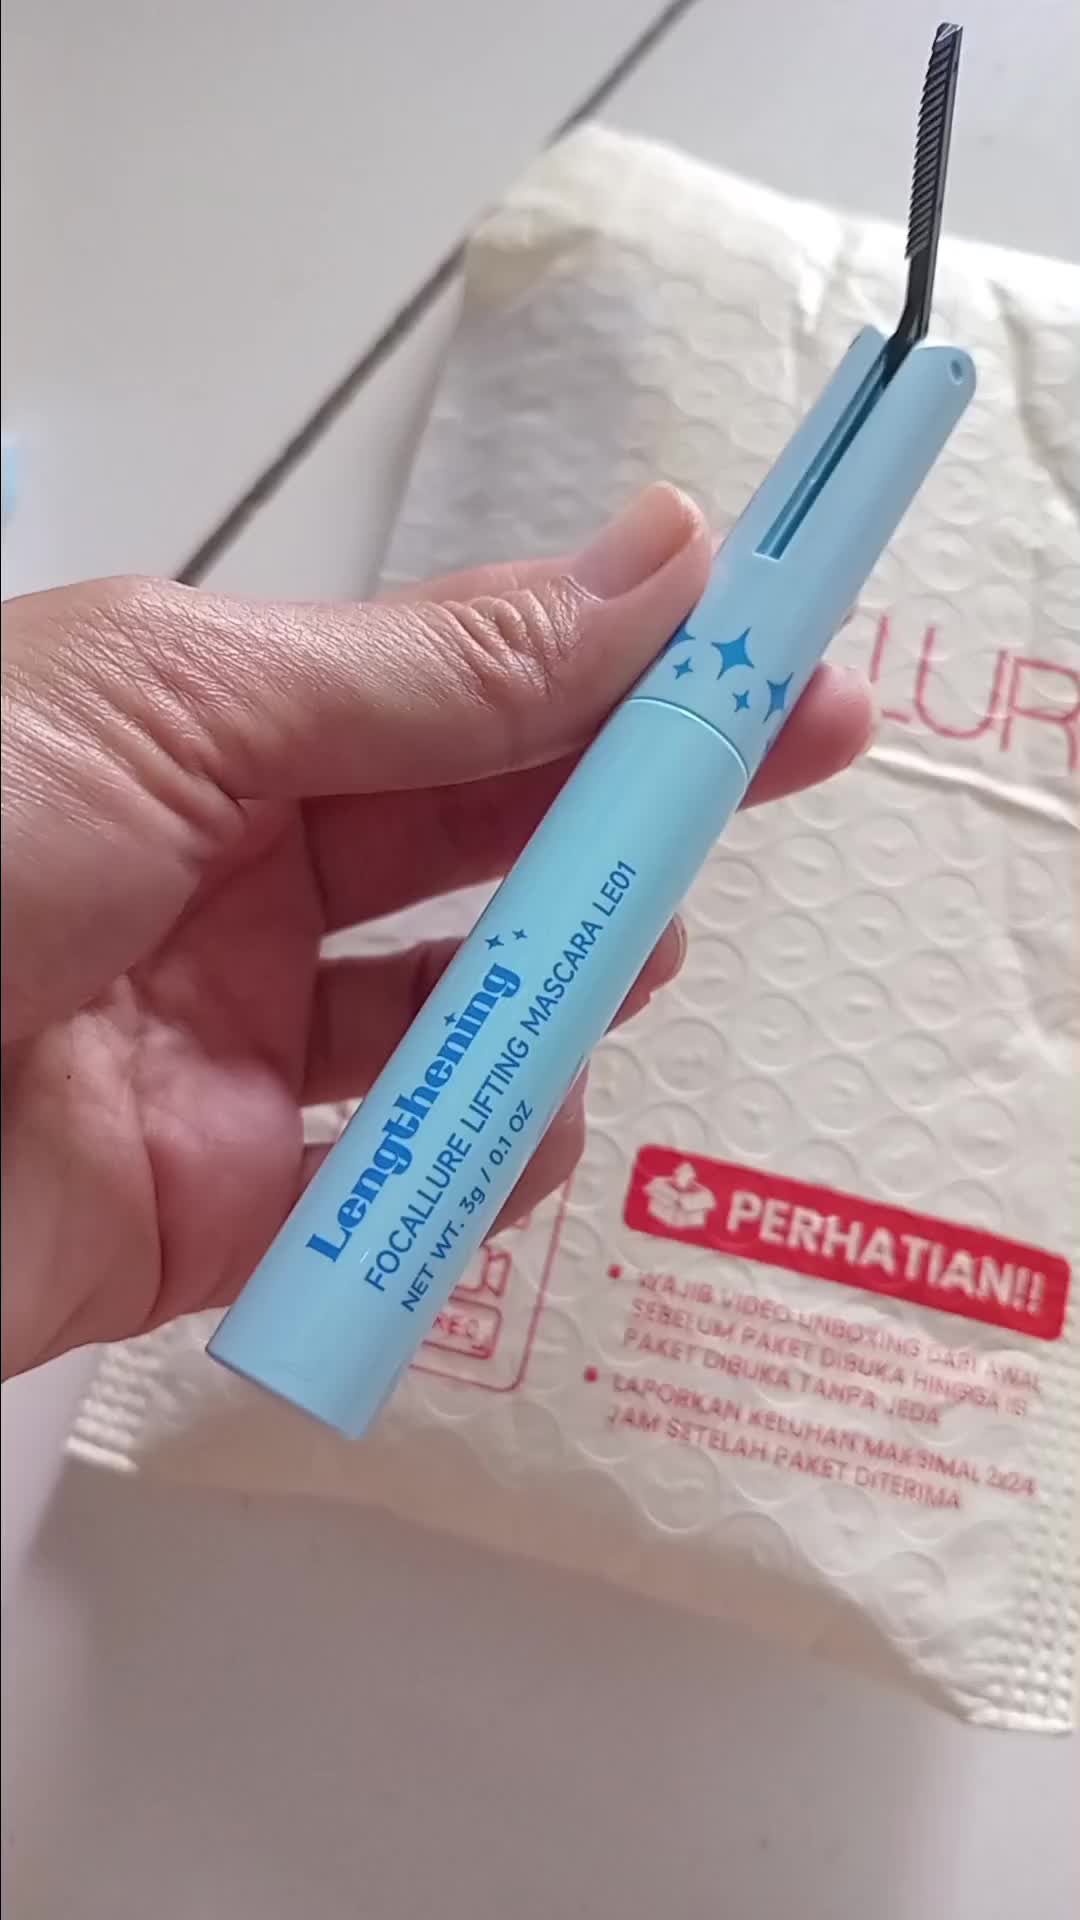 LUR
Lengthening
FOCALLURE LIFTING MASCARA LE01
NET WT. 3g / 0.1 OZ
PERHATIAN!!
WAJIB VIDEO UNBOXING DARI AWAL
SEBELUM PAKET DIBUKA HINGGA ISI
PAKET DIBUKA TANPA JEDA
LAPORKAN KELUHAN MAKSIMAL 2x24
JAM SETELAH PAKET DITERIMA
REC